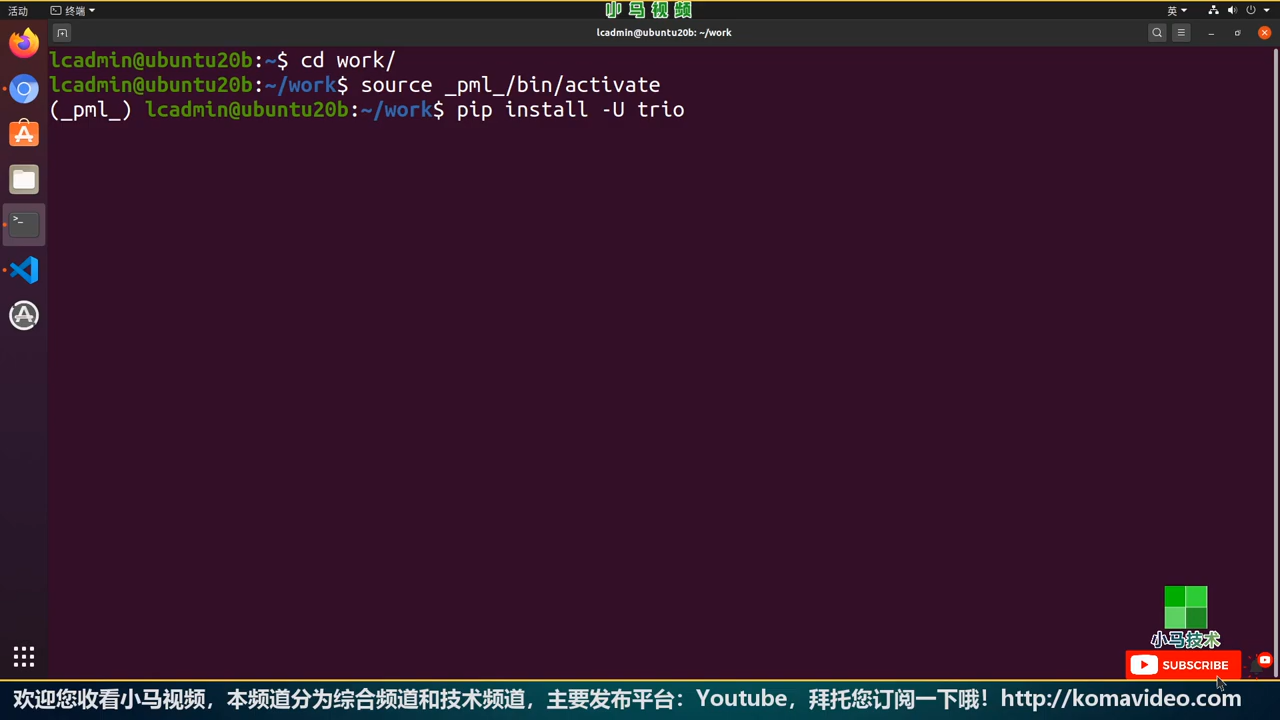 活动
终端
小马视频
英
lcadmin@ubuntu20b: ~/work
lcadmin@ubuntu20b:~$ cd work/
lcadmin@ubuntu20b:~/work$ source _pml_/bin/activate
(_pml_) lcadmin@ubuntu20b:~/work$ pip install -U trio
小马技术
SUBSCRIBE
欢迎您收看小马视频，本频道分为综合频道和技术频道，主要发布平台：Youtube，拜托您订阅一下哦！http://komavideo.com